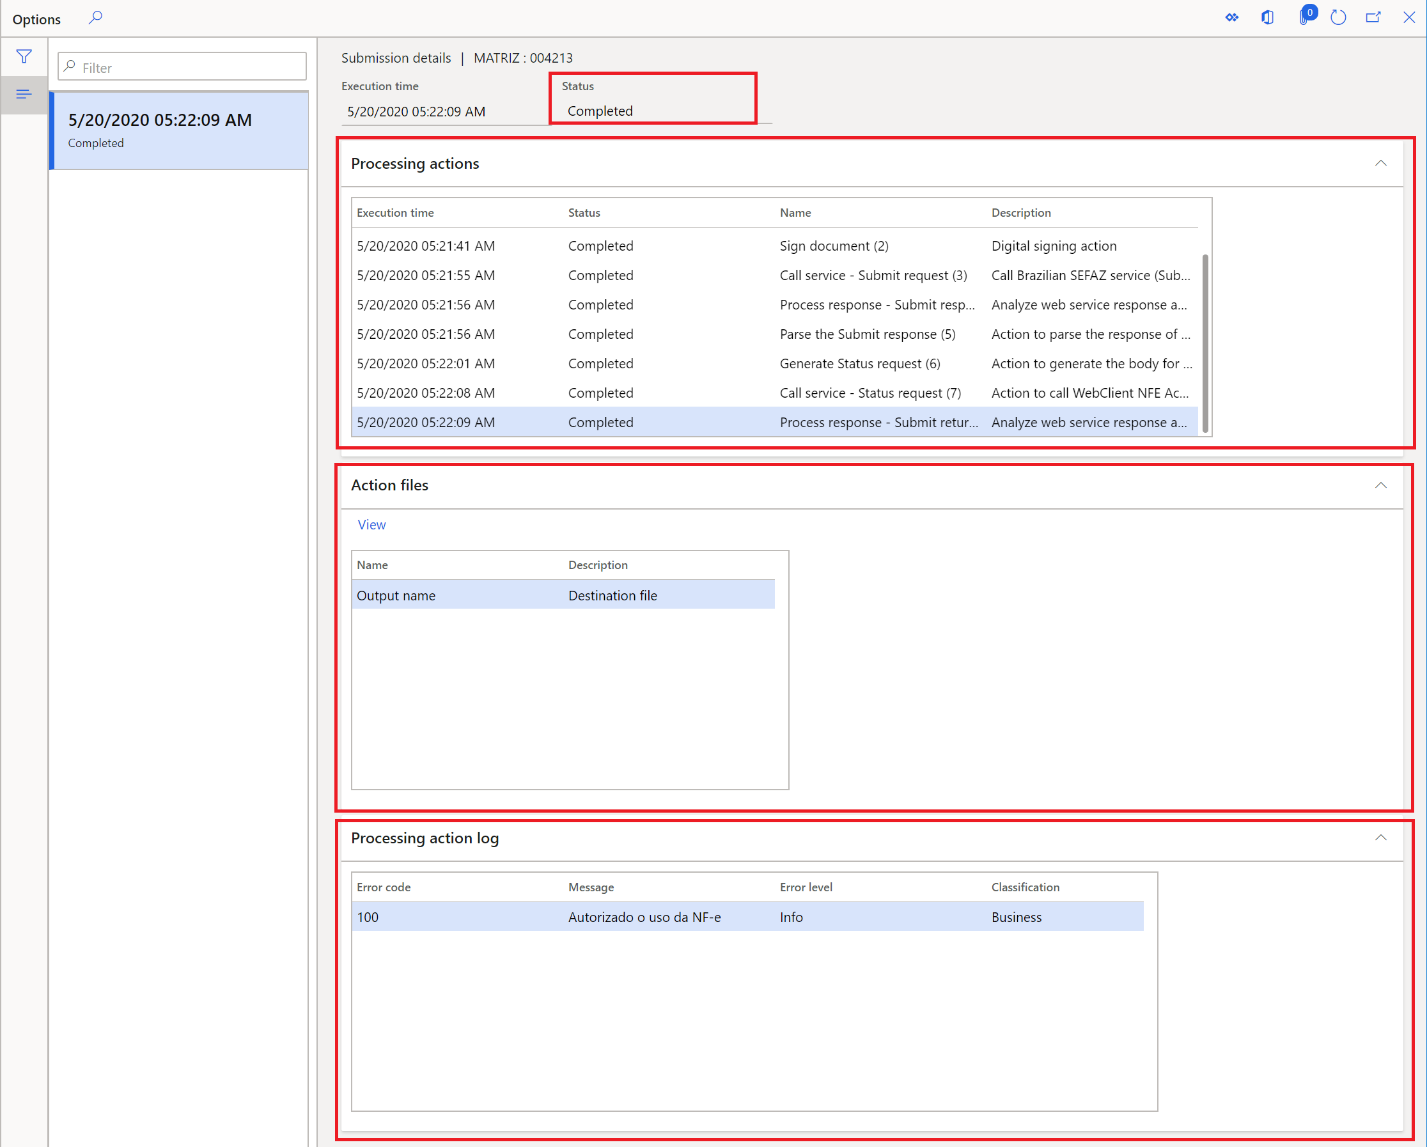 Options
0
Filter
5/20/2020 05:22:09 AM
Completed
Submission details | MATRIZ : 004213
Execution time Status
5/20/2020 05:22:09 AM Completed
Processing actions
Execution time Status Name Description
5/20/2020 05:21:41 AM Completed Sign document (2) Digital signing action
5/20/2020 05:21:55 AM Completed Call service - Submit request (3) Call Brazilian SEFAZ service (Sub...
5/20/2020 05:21:56 AM Completed Process response - Submit resp... Analyze web service response a...
5/20/2020 05:21:56 AM Completed Parse the Submit response (5) Action to parse the response of ...
5/20/2020 05:22:01 AM Completed Generate Status request (6) Action to generate the body for ...
5/20/2020 05:22:08 AM Completed Call service - Status request (7) Action to call WebClient NFE Ac...
5/20/2020 05:22:09 AM Completed Process response - Submit retur... Analyze web service response a...
Action files
View
Name Description
Output name Destination file
Processing action log
Error code Message Error level Classification
100 Autorizado o uso da NF-e Info Business